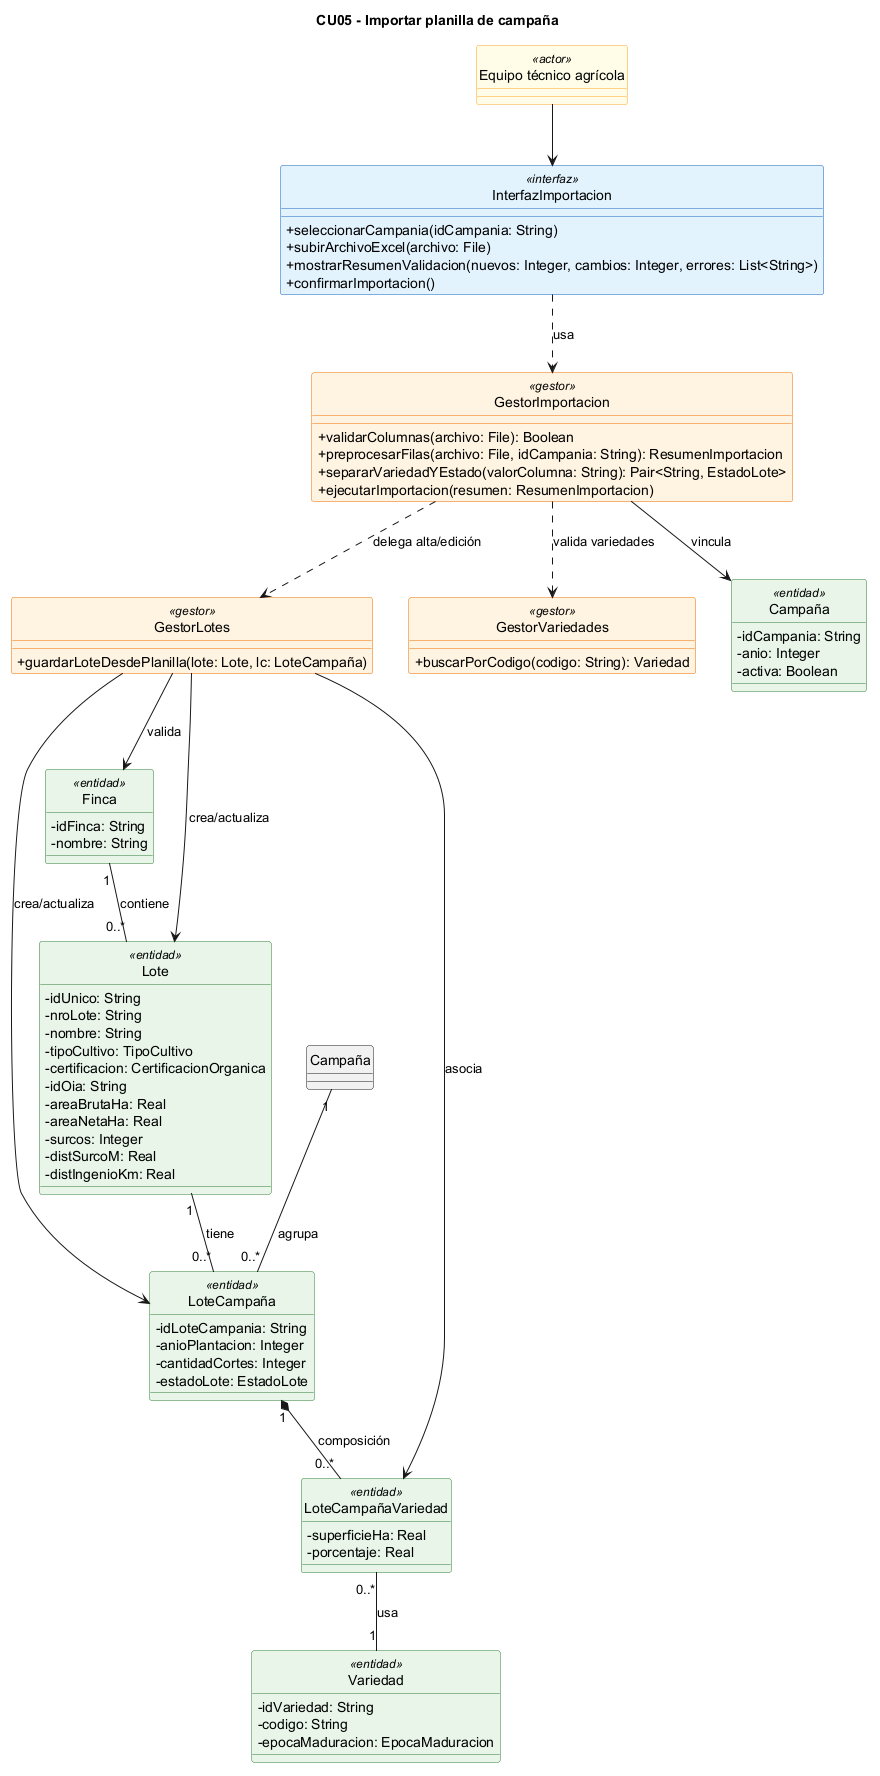 CU05 - Importar planilla de campaña
«actor»
Equipo técnico agrícola
«interfaz»
InterfazImportacion
+seleccionarCampania(idCampania: String)
+subirArchivoExcel(archivo: File)
+mostrarResumenValidacion(nuevos: Integer, cambios: Integer, errores: List<String>)
+confirmarImportacion()
usa
«gestor»
GestorImportacion
+validarColumnas(archivo: File): Boolean
+preprocesarFilas(archivo: File, idCampania: String): ResumenImportacion
+separarVariedadYEstado(valorColumna: String): Pair<String, EstadoLote>
+ejecutarImportacion(resumen: ResumenImportacion)
delega alta/edición
valida variedades
vincula
«gestor»
GestorLotes
+guardarLoteDesdePlanilla(lote: Lote, lc: LoteCampaña)
«gestor»
GestorVariedades
+buscarPorCodigo(codigo: String): Variedad
«entidad»
Campaña
-idCampania: String
-anio: Integer
-activa: Boolean
valida
«entidad»
Finca
-idFinca: String
-nombre: String
crea/actualiza
crea/actualiza
1
contiene
0..*
«entidad»
Lote
-idUnico: String
-nroLote: String
-nombre: String
-tipoCultivo: TipoCultivo
-certificacion: CertificacionOrganica
-idOia: String
-areaBrutaHa: Real
-areaNetaHa: Real
-surcos: Integer
-distSurcoM: Real
-distIngenioKm: Real
Campaña
asocia
1
1
tiene
agrupa
0..*
0..*
«entidad»
LoteCampaña
-idLoteCampania: String
-anioPlantacion: Integer
-cantidadCortes: Integer
-estadoLote: EstadoLote
1
composición
0..*
«entidad»
LoteCampañaVariedad
-superficieHa: Real
-porcentaje: Real
0..*
usa
1
«entidad»
Variedad
-idVariedad: String
-codigo: String
-epocaMaduracion: EpocaMaduracion